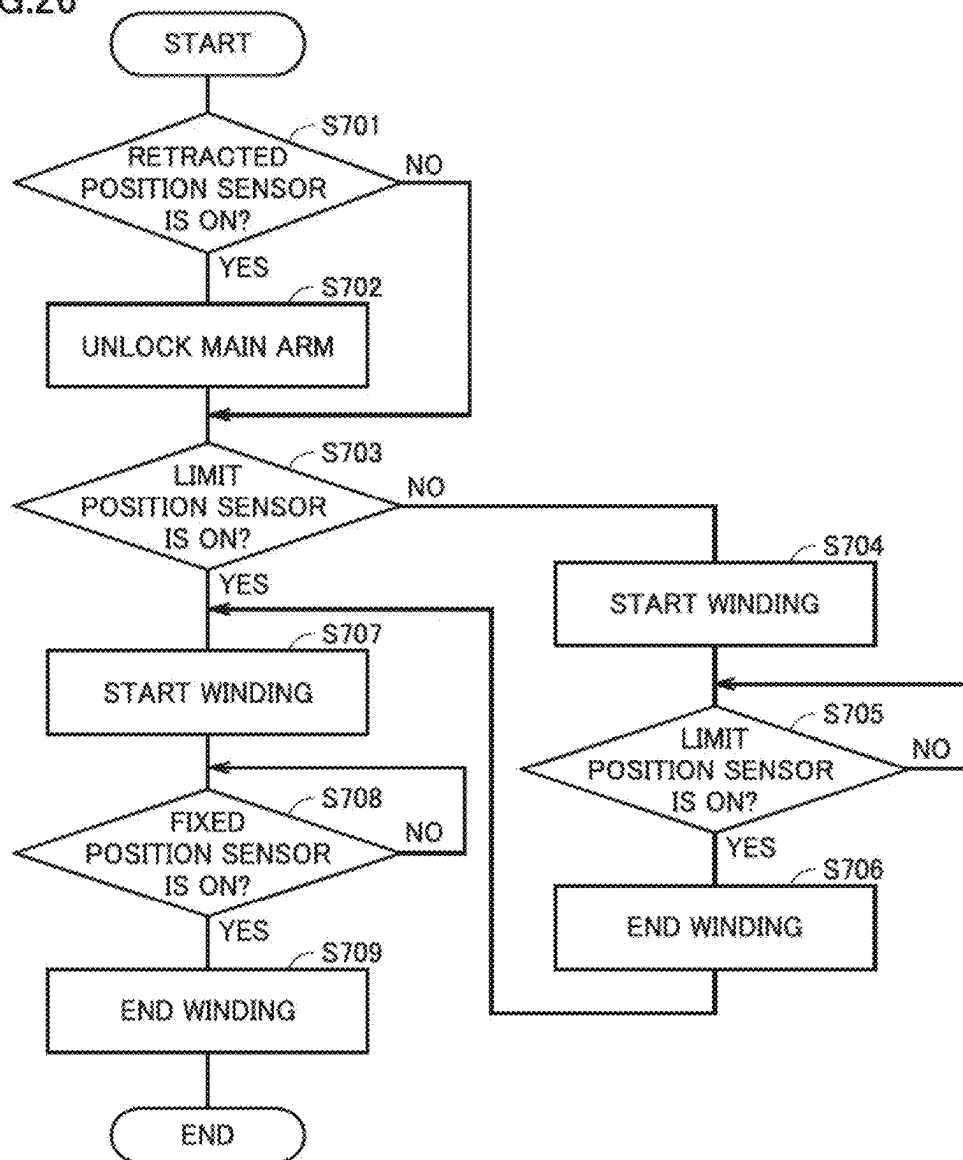 G.26
START
S701
RETRACTED
POSITION SENSOR
IS ON?
NO
YES
S702
UNLOCK MAIN ARM
S703
LIMIT
POSITION SENSOR
IS ON?
NO
YES
S704
START WINDING
S705
LIMIT
POSITION SENSOR
IS ON?
NO
YES
S706
END WINDING
S707
START WINDING
S708
FIXED
POSITION SENSOR
IS ON?
NO
YES
S709
END WINDING
END